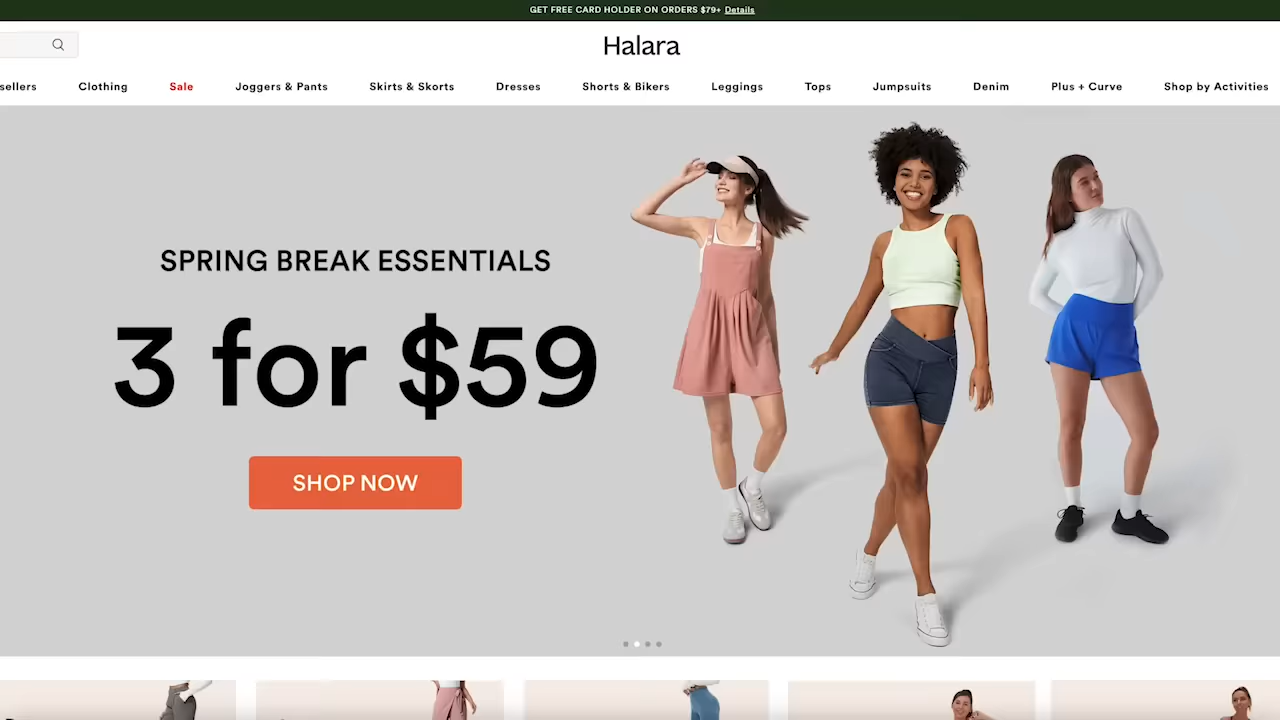 GET FREE CARD HOLDER ON ORDERS $79+ Details
Halara
sellers Clothing Sale Joggers & Pants Skirts & Skorts Dresses Shorts & Bikers Leggings Tops Jumpsuits Denim Plus + Curve Shop by Activities
SPRING BREAK ESSENTIALS
3 for $59
SHOP NOW